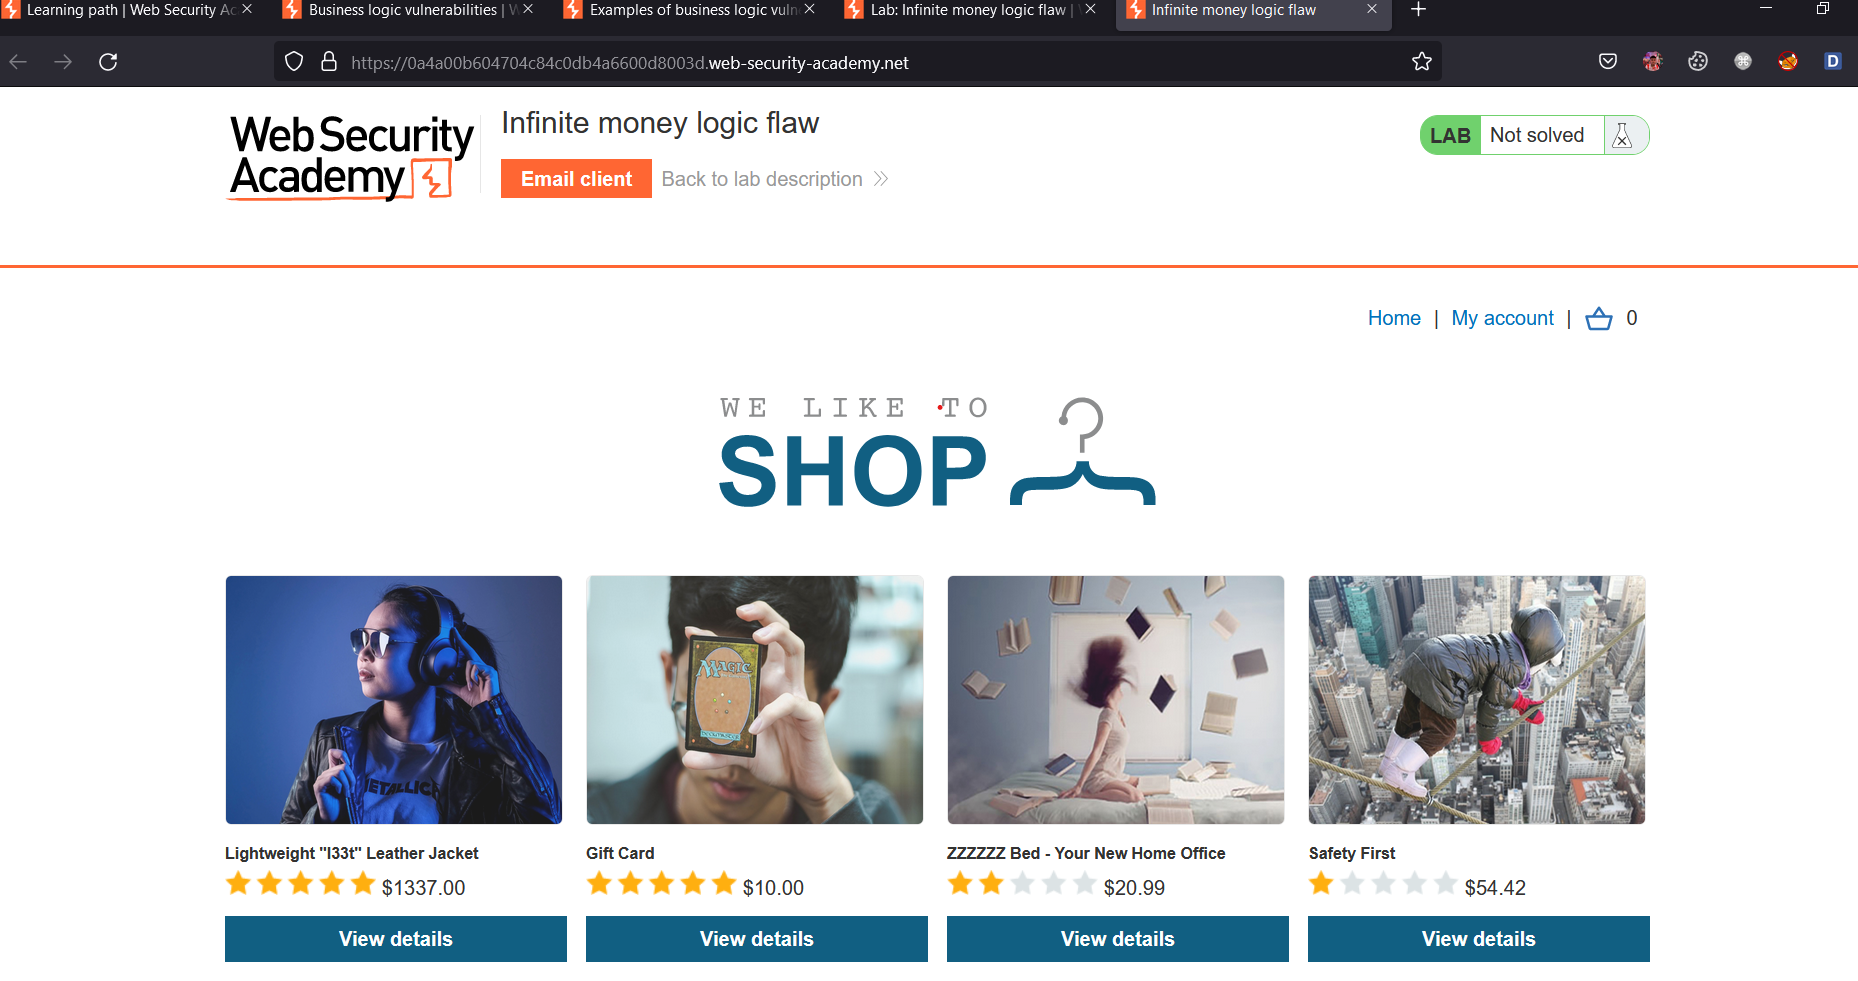 Learning path | Web Security Ac
Business logic vulnerabilities | W
Examples of business logic vuln
Lab: Infinite money logic flaw |
Infinite money logic flaw
https://0a4a00b604704c84c0db4a6600d8003d.web-security-academy.net
D
Web Security
Academy
Infinite money logic flaw
Email client
Back to lab description
LAB
Not solved
Home | My account | 0
WE LIKE TO
SHOP
METALLICA
MAGIC
DECKMASTER
Lightweight "l33t" Leather Jacket
$1337.00
View details
Gift Card
$10.00
View details
ZZZZZZ Bed - Your New Home Office
$20.99
View details
Safety First
$54.42
View details